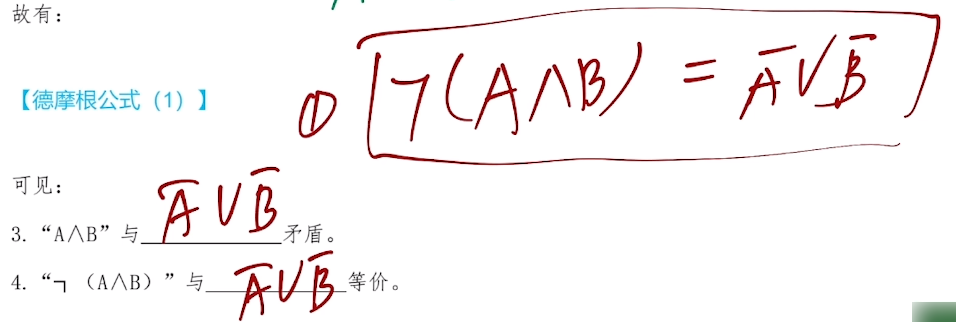 故有：
【德摩根公式（1）】 ① ¬(A∧B) = A̅∨B̅
可见：
3. “A∧B”与 A̅∨B̅ 矛盾。
4. “¬（A∧B）”与 A̅∨B̅ 等价。